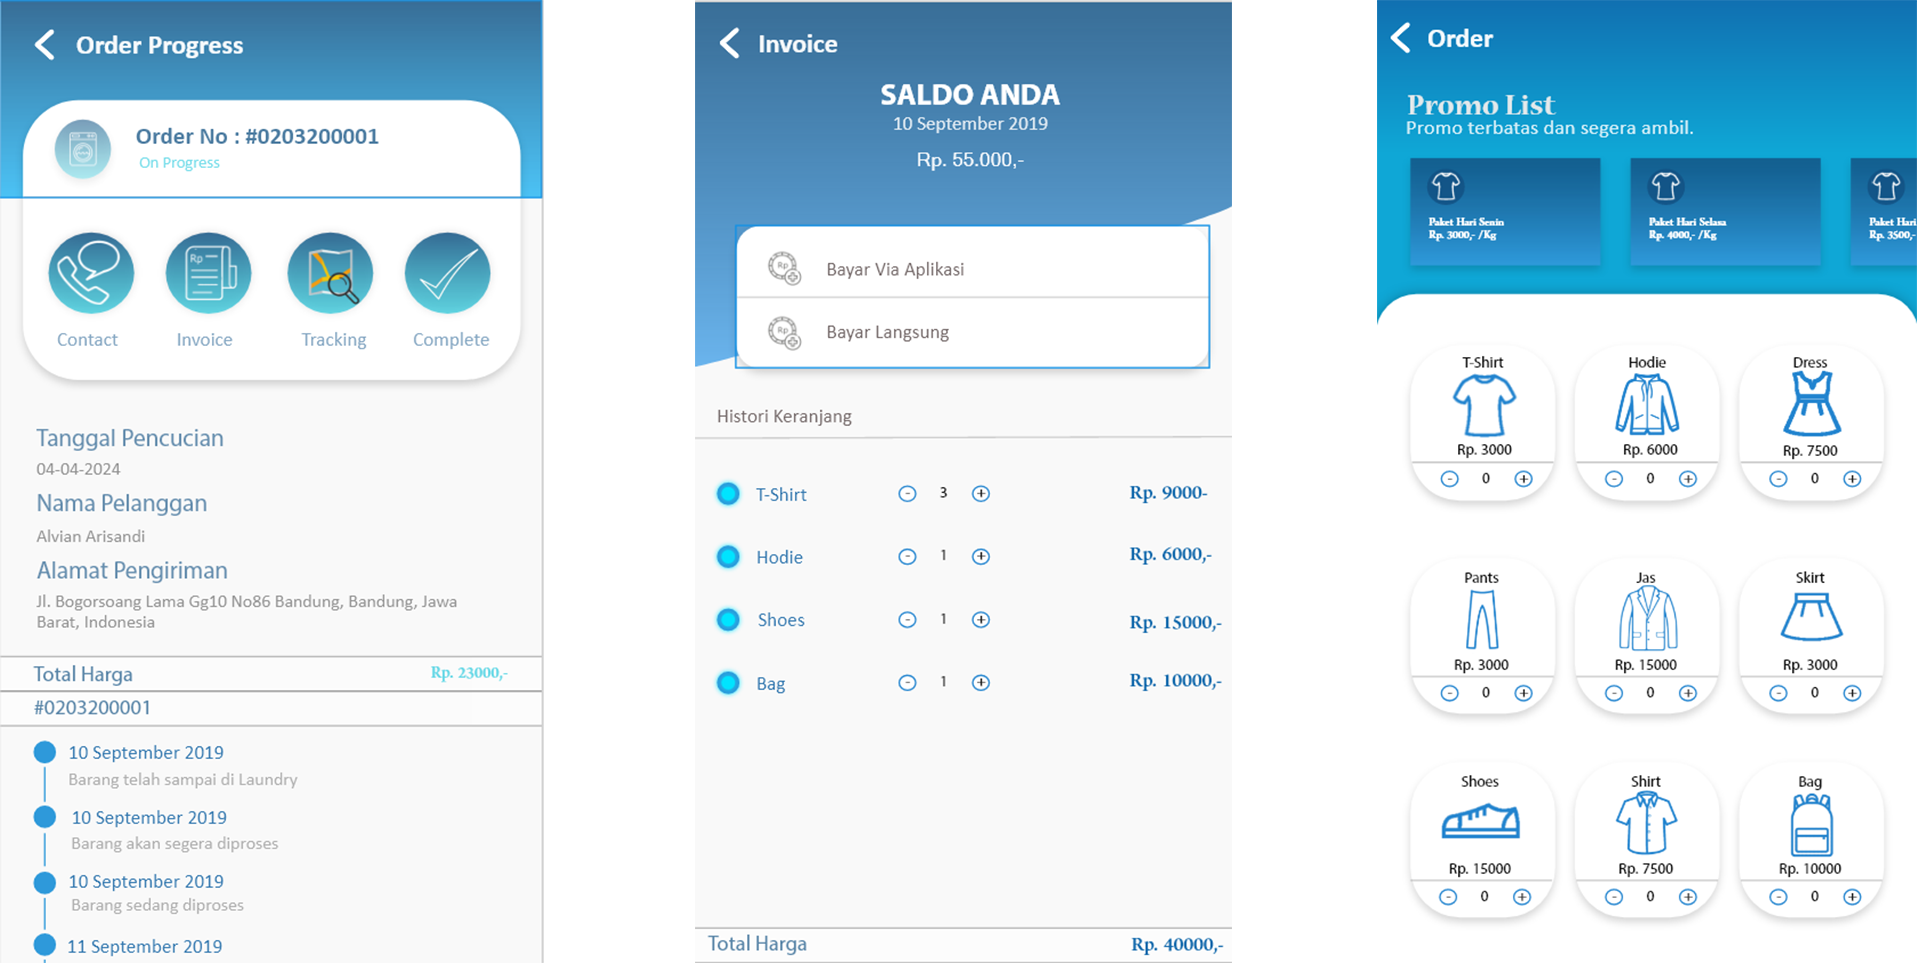 Order Progress
Order No : #0203200001
On Progress
Rp
Contact
Invoice
Tracking
Complete
Tanggal Pencucian
04-04-2024
Nama Pelanggan
Alvian Arisandi
Alamat Pengiriman
Jl. Bogorsoang Lama Gg10 No86 Bandung, Bandung, Jawa
Barat, Indonesia
Total Harga Rp. 23000,-
#0203200001
10 September 2019
Barang telah sampai di Laundry
10 September 2019
Barang akan segera diproses
10 September 2019
Barang sedang diproses
11 September 2019
Invoice
SALDO ANDA
10 September 2019
Rp. 55.000,-
Rp Bayar Via Aplikasi
Rp Bayar Langsung
Histori Keranjang
T-Shirt - 3 + Rp. 9000-
Hodie - 1 + Rp. 6000,-
Shoes - 1 + Rp. 15000,-
Bag - 1 + Rp. 10000,-
Total Harga Rp. 40000,-
Order
Promo List
Promo terbatas dan segera ambil.
Paket Hari Senin
Rp. 3000,- /Kg
Paket Hari Selasa
Rp. 4000,- /Kg
Paket Hari
Rp. 3500,-
T-Shirt
Rp. 3000
- 0 +
Hodie
Rp. 6000
- 0 +
Dress
Rp. 7500
- 0 +
Pants
Rp. 3000
- 0 +
Jas
Rp. 15000
- 0 +
Skirt
Rp. 3000
- 0 +
Shoes
Rp. 15000
- 0 +
Shirt
Rp. 7500
- 0 +
Bag
Rp. 10000
- 0 +